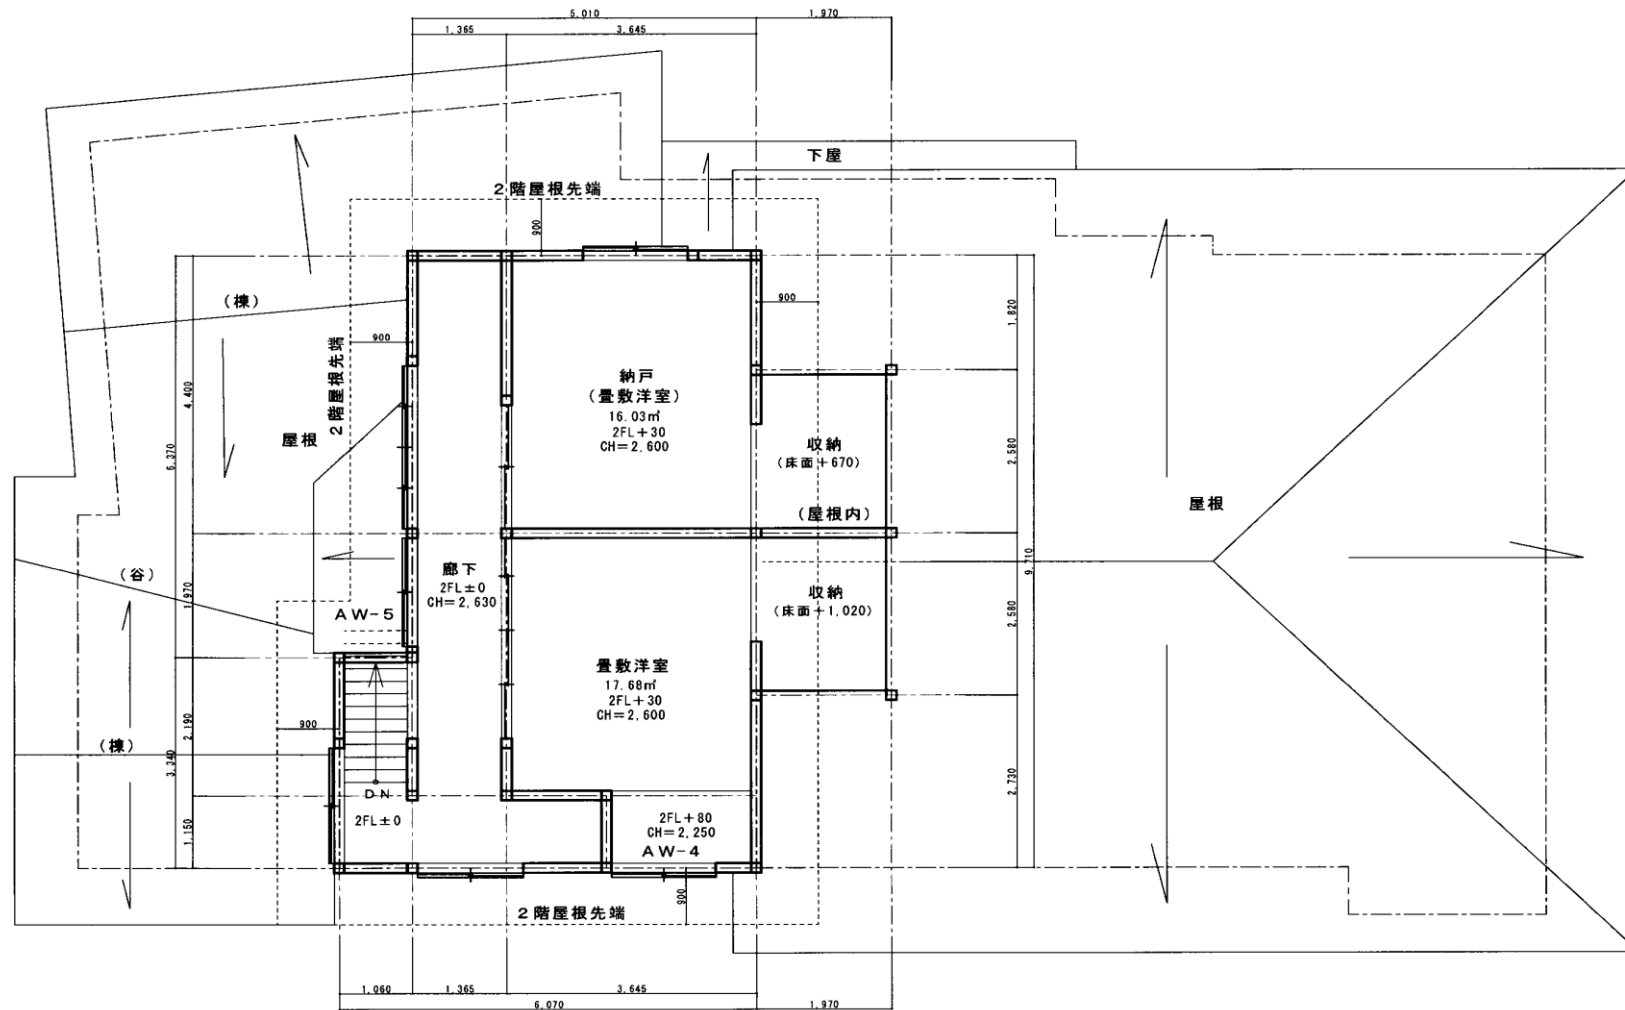 5,010
1,970
1,365
3,645
下屋
2階屋根先端
900
(棟)
900
900
1,820
2階屋根先端
納戸
(畳敷洋室)
16.03㎡
2FL+30
CH=2,600
4,400
6,370
屋根
収納
(床面+670)
2,580
(屋根内)
屋根
(谷)
1,970
廊下
2FL±0
CH=2,630
収納
(床面+1,020)
9,710
2,580
AW-5
畳敷洋室
17.68㎡
2FL+30
CH=2,600
900
2,190
(棟)
3,340
2,730
DN
2FL±0
1,150
2FL+80
CH=2,250
AW-4
900
2階屋根先端
1,060
1,365
3,645
6,070
1,970